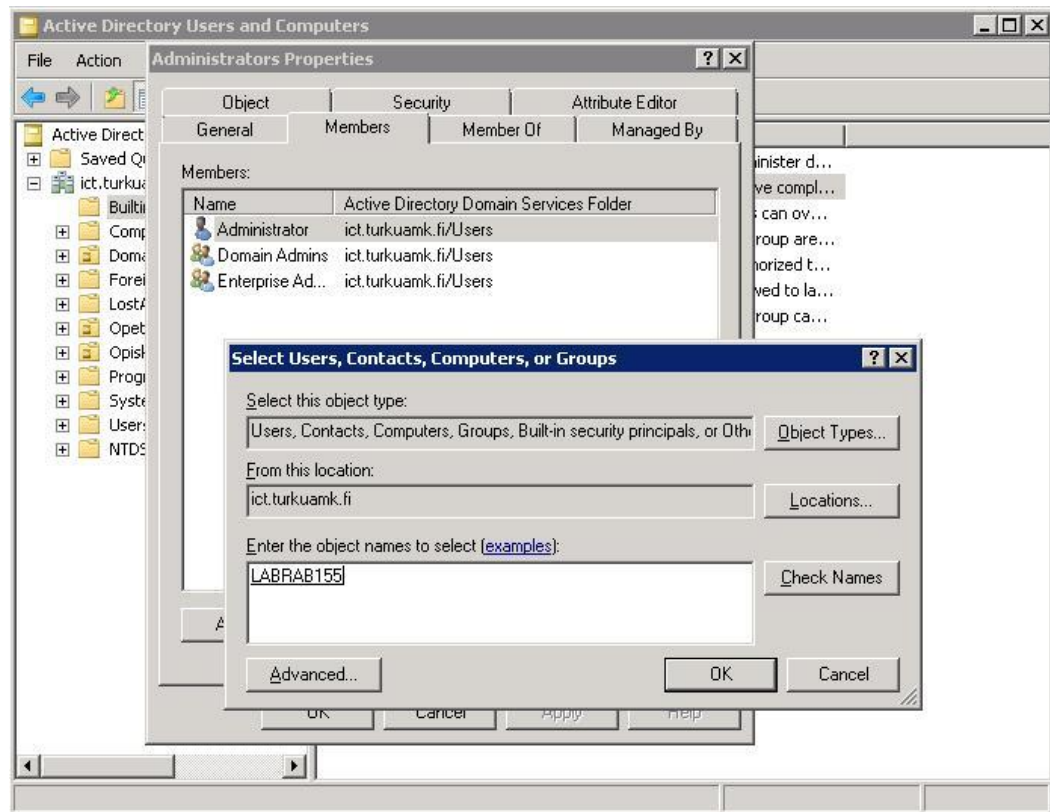 Active Directory Users and Computers
File Action
Administrators Properties
Object Security Attribute Editor
General Members Member Of Managed By
Members:
Name Active Directory Domain Services Folder
Administrator ict.turkuamk.fi/Users
Domain Admins ict.turkuamk.fi/Users
Enterprise Ad... ict.turkuamk.fi/Users
Active Direct
Saved Qu
ict.turkua
Builti
Comp
Doma
Forei
LostA
Opet
Opisk
Progr
Syste
Users
NTDS
inister d...
ve compl...
s can ov...
roup are...
horized t...
wed to la...
roup ca...
Select Users, Contacts, Computers, or Groups
Select this object type:
Users, Contacts, Computers, Groups, Built-in security principals, or Oth
Object Types...
From this location:
ict.turkuamk.fi
Locations...
Enter the object names to select (examples):
LABRAB155
Check Names
Advanced... OK Cancel
OK Cancel Apply Help